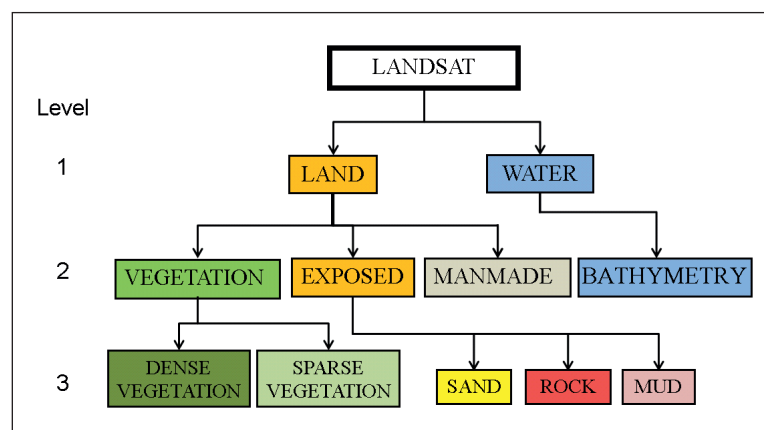 LANDSAT
Level
1
LAND
WATER
2
VEGETATION
EXPOSED
MANMADE
BATHYMETRY
3
DENSE
VEGETATION
SPARSE
VEGETATION
SAND
ROCK
MUD